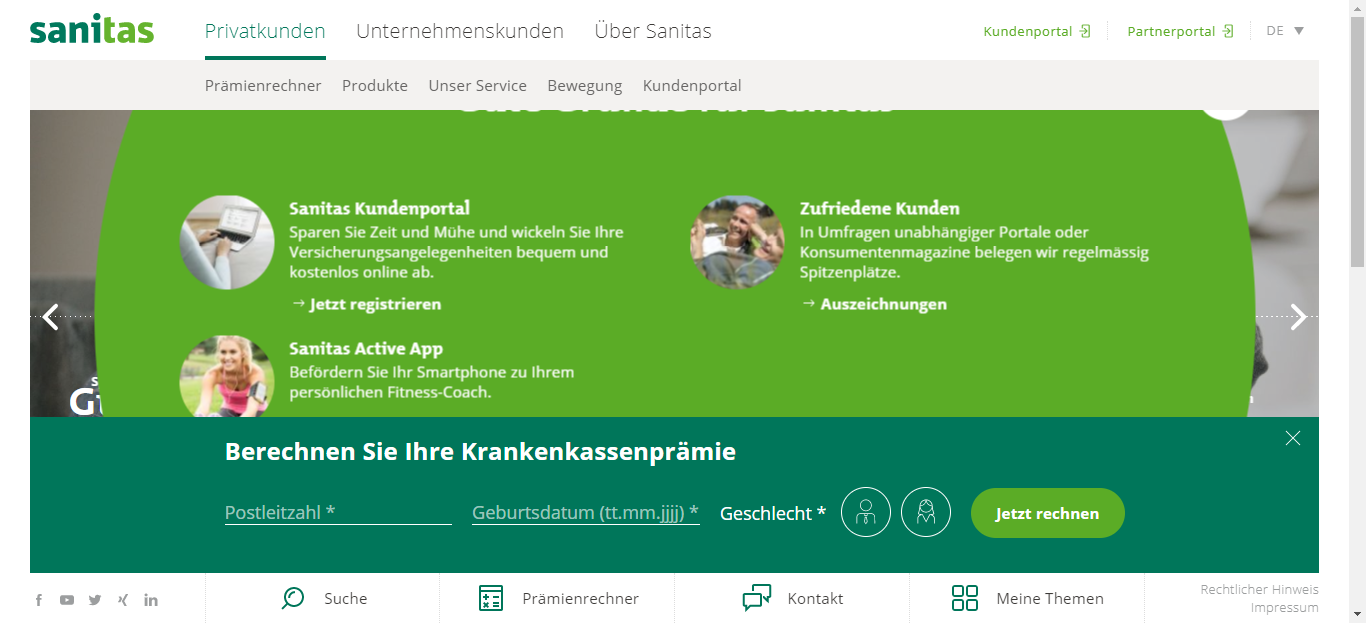 sanitas
Privatkunden Unternehmenskunden Über Sanitas
Kundenportal Partnerportal DE
Prämienrechner Produkte Unser Service Bewegung Kundenportal
Sanitas Kundenportal
Sparen Sie Zeit und Mühe und wickeln Sie Ihre
Versicherungsangelegenheiten bequem und
kostenlos online ab.
→ Jetzt registrieren
Zufriedene Kunden
In Umfragen unabhängiger Portale oder
Konsumentenmagazine belegen wir regelmässig
Spitzenplätze.
→ Auszeichnungen
Sanitas Active App
Befördern Sie Ihr Smartphone zu Ihrem
persönlichen Fitness-Coach.
Berechnen Sie Ihre Krankenkassenprämie
Postleitzahl * Geburtsdatum (tt.mm.jjjj) * Geschlecht * Jetzt rechnen
Suche Prämienrechner Kontakt Meine Themen
Rechtlicher Hinweis
Impressum